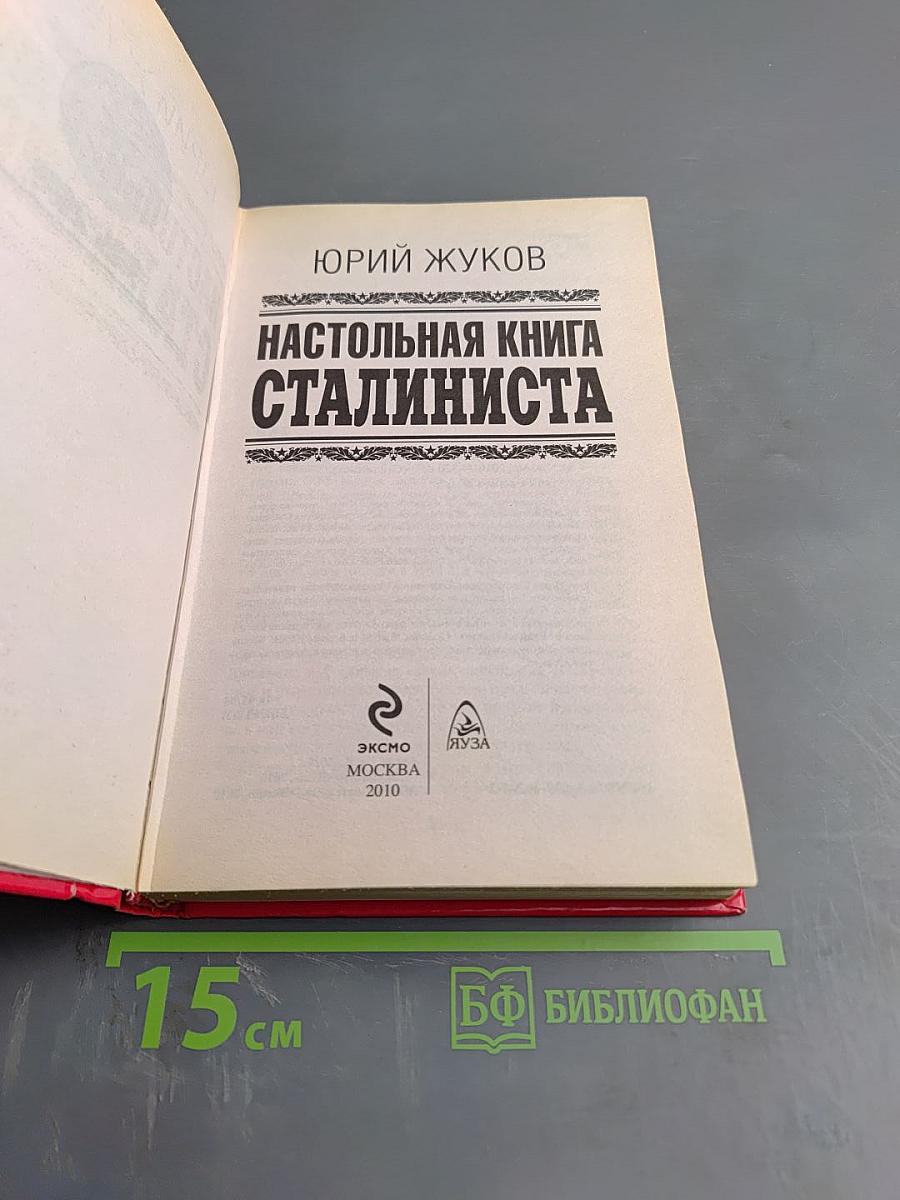 ЮРИЙ ЖУКОВ
НАСТОЛЬНАЯ КНИГА
СТАЛИНИСТА
ЭКСМО
МОСКВА
2010
ЯУЗА
15 см
БФ БИБЛИОФАН